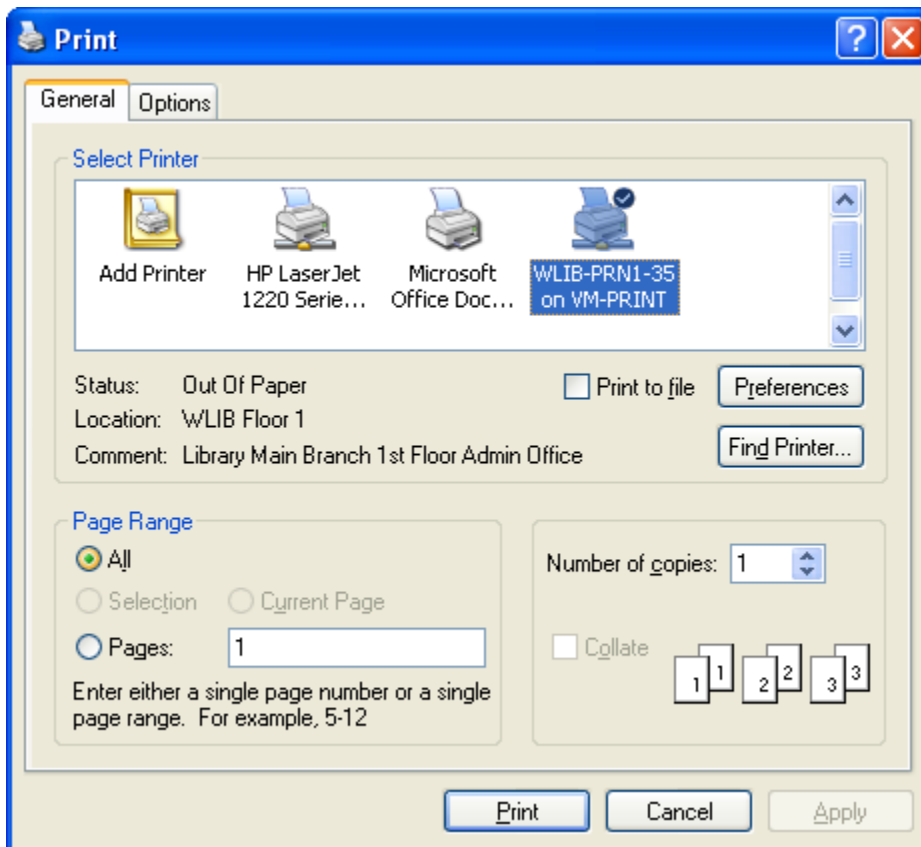 Print
General
Options
Select Printer
Add Printer
HP LaserJet
1220 Serie...
Microsoft
Office Doc...
WLIB-PRN1-35
on VM-PRINT
Status: Out Of Paper
Print to file
Preferences
Location: WLIB Floor 1
Comment: Library Main Branch 1st Floor Admin Office
Find Printer...
Page Range
All
Selection
Current Page
Pages: 1
Enter either a single page number or a single
page range. For example, 5-12
Number of copies: 1
Collate
1 1 2 2 3 3
Print
Cancel
Apply